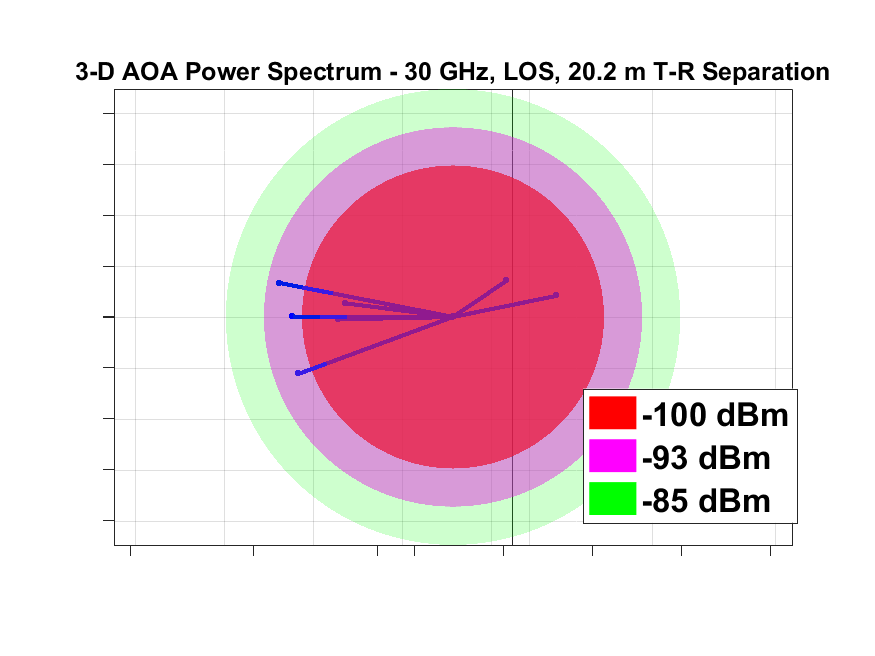 3-D AOA Power Spectrum - 30 GHz, LOS, 20.2 m T-R Separation
-100 dBm
-93 dBm
-85 dBm